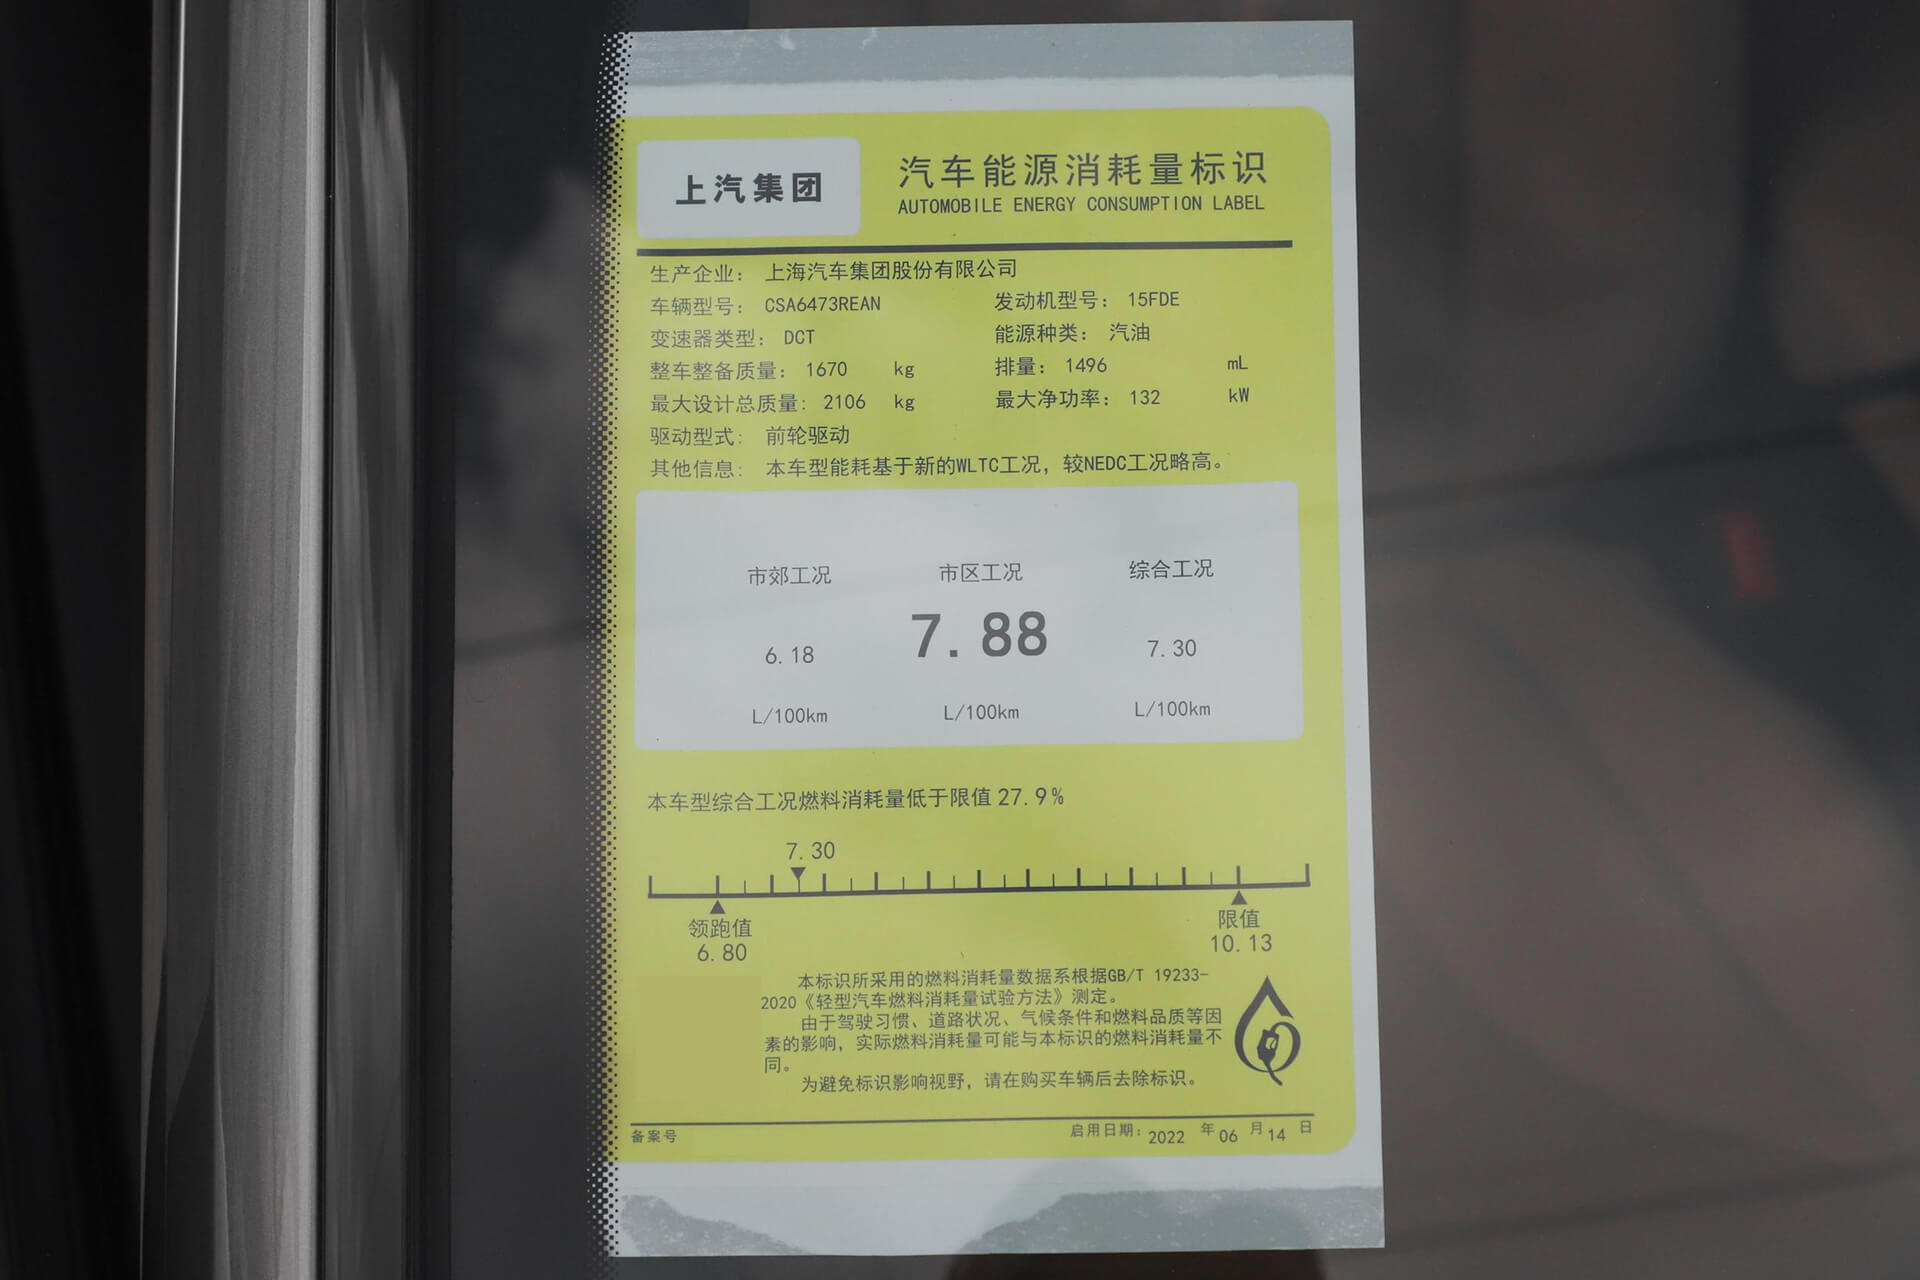 上汽集团
汽车能源消耗量标识
AUTOMOBILE ENERGY CONSUMPTION LABEL
生产企业： 上海汽车集团股份有限公司
车辆型号： CSA6473REAN 发动机型号： 15FDE
变速器类型： DCT 能源种类： 汽油
整车整备质量： 1670 kg 排量： 1496 mL
最大设计总质量： 2106 kg 最大净功率： 132 kW
驱动型式： 前轮驱动
其他信息： 本车型能耗基于新的WLTC工况，较NEDC工况略高。
市郊工况 市区工况 综合工况
6.18 7.88 7.30
L/100km L/100km L/100km
本车型综合工况燃料消耗量低于限值 27.9%
7.30
领跑值 限值
6.80 10.13
本标识所采用的燃料消耗量数据系根据GB/T 19233-
2020《轻型汽车燃料消耗量试验方法》测定。
由于驾驶习惯、道路状况、气候条件和燃料品质等因
素的影响，实际燃料消耗量可能与本标识的燃料消耗量不
同。
为避免标识影响视野，请在购买车辆后去除标识。
备案号 启用日期： 2022 年 06 月 14 日